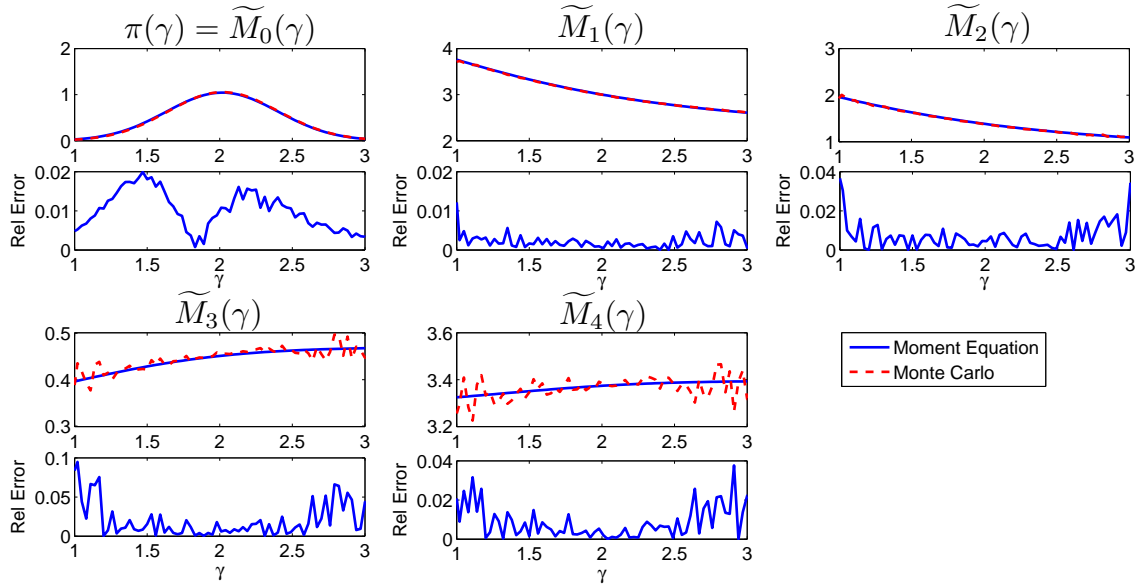 π(γ) = M̃₀(γ)
2
1
0
1 1.5 2 2.5 3
Rel Error
0.02
0.01
0
1 1.5 2 2.5 3
γ
M̃₁(γ)
4
3
2
1 1.5 2 2.5 3
Rel Error
0.02
0.01
0
1 1.5 2 2.5 3
γ
M̃₂(γ)
3
2
1
1 1.5 2 2.5 3
Rel Error
0.04
0.02
0
1 1.5 2 2.5 3
γ
M̃₃(γ)
0.5
0.4
0.3
1 1.5 2 2.5 3
Rel Error
0.1
0.05
0
1 1.5 2 2.5 3
γ
M̃₄(γ)
3.6
3.4
3.2
1 1.5 2 2.5 3
Rel Error
0.04
0.02
0
1 1.5 2 2.5 3
γ
Moment Equation
Monte Carlo